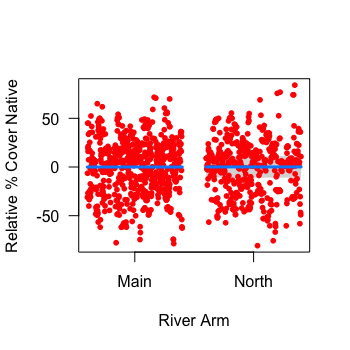 Relative % Cover Native
50
0
-50
Main North
River Arm